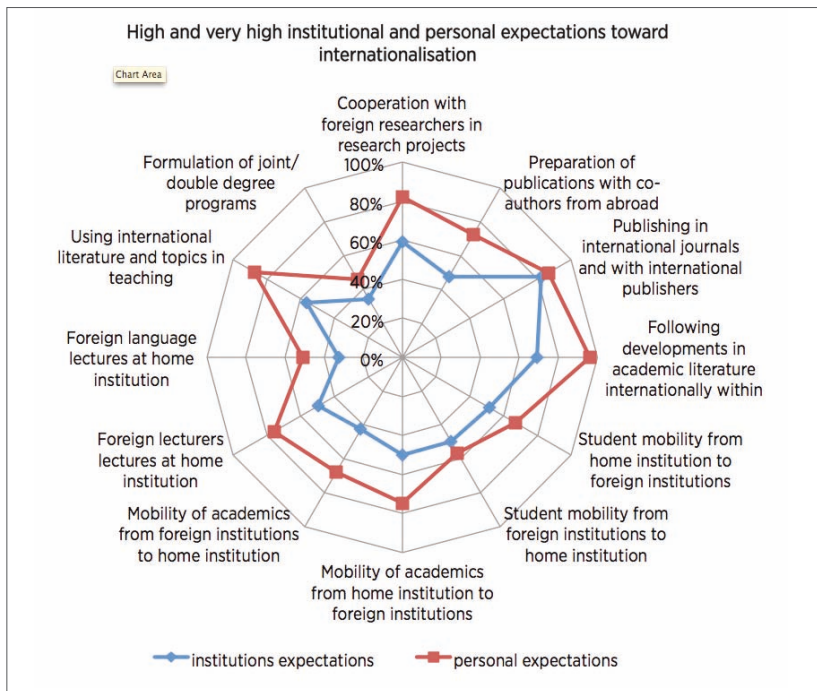 High and very high institutional and personal expectations toward
internationalisation
Chart Area
Cooperation with
foreign researchers in
research projects
Preparation of
publications with co-
authors from abroad
Publishing in
international journals
and with international
publishers
Following
developments in
academic literature
internationally within
Student mobility from
home institution to
foreign institutions
Student mobility from
foreign institutions to
home institution
Mobility of academics
from home institution to
foreign institutions
Mobility of academics
from foreign institutions
to home institution
Foreign lecturers
lectures at home
institution
Foreign language
lectures at home
institution
Using international
literature and topics in
teaching
Formulation of joint/
double degree
programs
100%
80%
60%
40%
20%
0%
institutions expectations
personal expectations